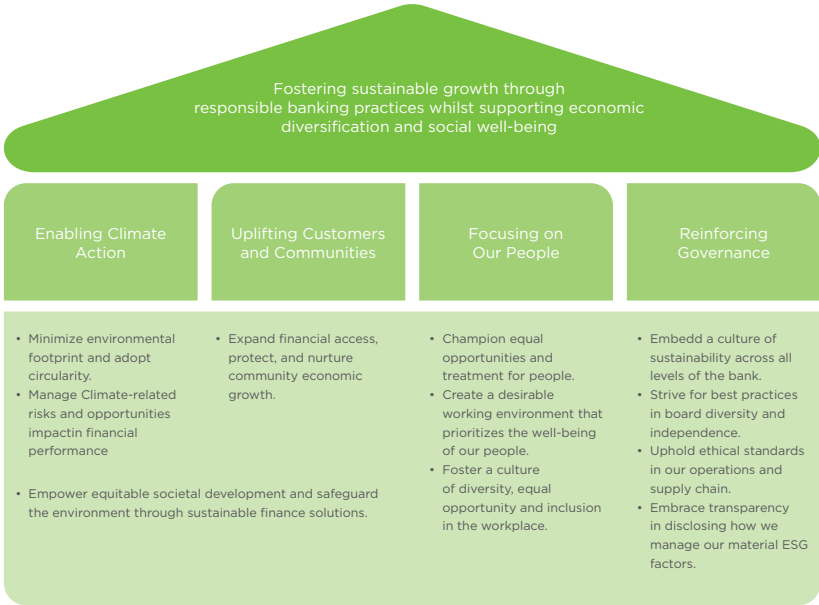 Fostering sustainable growth through
responsible banking practices whilst supporting economic
diversification and social well-being
Enabling Climate
Action
Uplifting Customers
and Communities
Focusing on
Our People
Reinforcing
Governance
• Minimize environmental
footprint and adopt
circularity.
• Manage Climate-related
risks and opportunities
impactin financial
performance
• Expand financial access,
protect, and nurture
community economic
growth.
• Empower equitable societal development and safeguard
the environment through sustainable finance solutions.
• Champion equal
opportunities and
treatment for people.
• Create a desirable
working environment that
prioritizes the well-being
of our people.
• Foster a culture
of diversity, equal
opportunity and inclusion
in the workplace.
• Embedd a culture of
sustainability across all
levels of the bank.
• Strive for best practices
in board diversity and
independence.
• Uphold ethical standards
in our operations and
supply chain.
• Embrace transparency
in disclosing how we
manage our material ESG
factors.